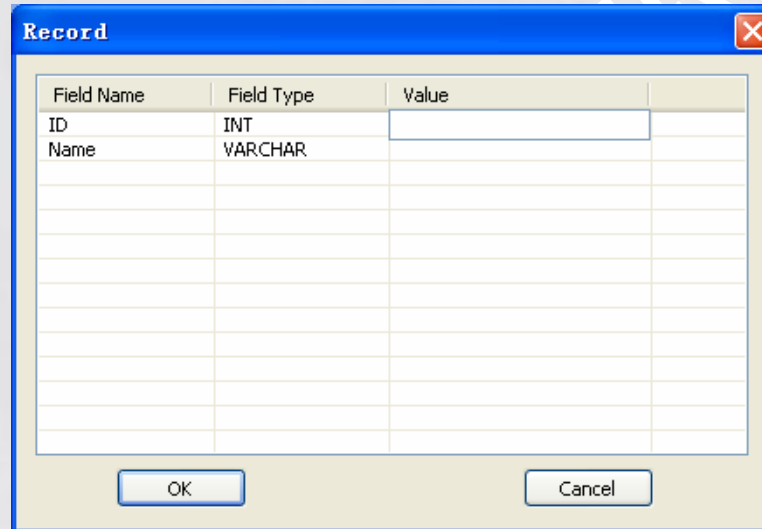 Record
Field Name Field Type Value
ID INT
Name VARCHAR
OK Cancel